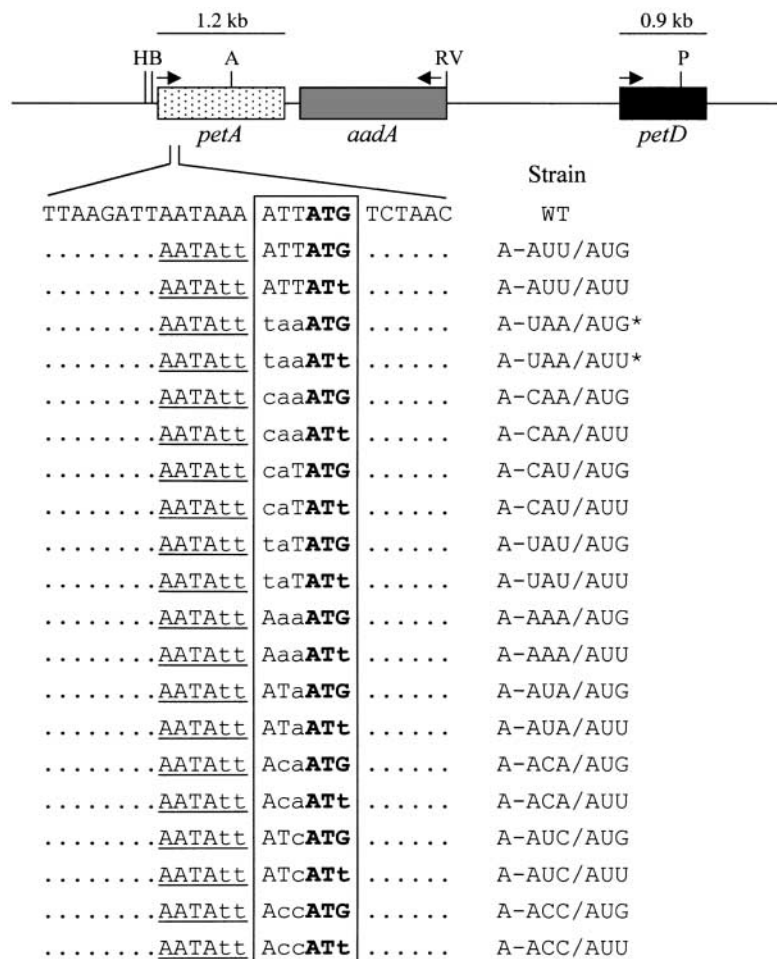 1.2 kb 0.9 kb
HB A RV P
petA aadA petD
Strain
TTAAGATTAATAAA ATTATG TCTAAC WT
........AATAtt ATTATG ...... A-AUU/AUG
........AATAtt ATTATt ...... A-AUU/AUU
........AATAtt taaATG ...... A-UAA/AUG*
........AATAtt taaATt ...... A-UAA/AUU*
........AATAtt caaATG ...... A-CAA/AUG
........AATAtt caaATt ...... A-CAA/AUU
........AATAtt caTATG ...... A-CAU/AUG
........AATAtt caTATt ...... A-CAU/AUU
........AATAtt taTATG ...... A-UAU/AUG
........AATAtt taTATt ...... A-UAU/AUU
........AATAtt AaaATG ...... A-AAA/AUG
........AATAtt AaaATt ...... A-AAA/AUU
........AATAtt ATaATG ...... A-AUA/AUG
........AATAtt ATaATt ...... A-AUA/AUU
........AATAtt AcaATG ...... A-ACA/AUG
........AATAtt AcaATt ...... A-ACA/AUU
........AATAtt ATcATG ...... A-AUC/AUG
........AATAtt ATcATt ...... A-AUC/AUU
........AATAtt AccATG ...... A-ACC/AUG
........AATAtt AccATt ...... A-ACC/AUU